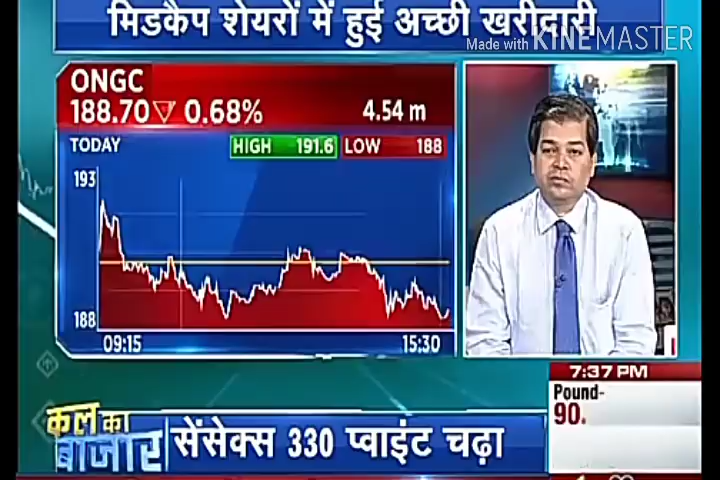 मिडकैप शेयरों में हुई अच्छी खरीदारी
Made with KINEMASTER
ONGC
188.70 0.68% 4.54 m
TODAY HIGH 191.6 LOW 188
193
188
09:15 15:30
7:37 PM
Pound-
90.
कल का
बाज़ार
सेंसेक्स 330 प्वाइंट चढ़ा